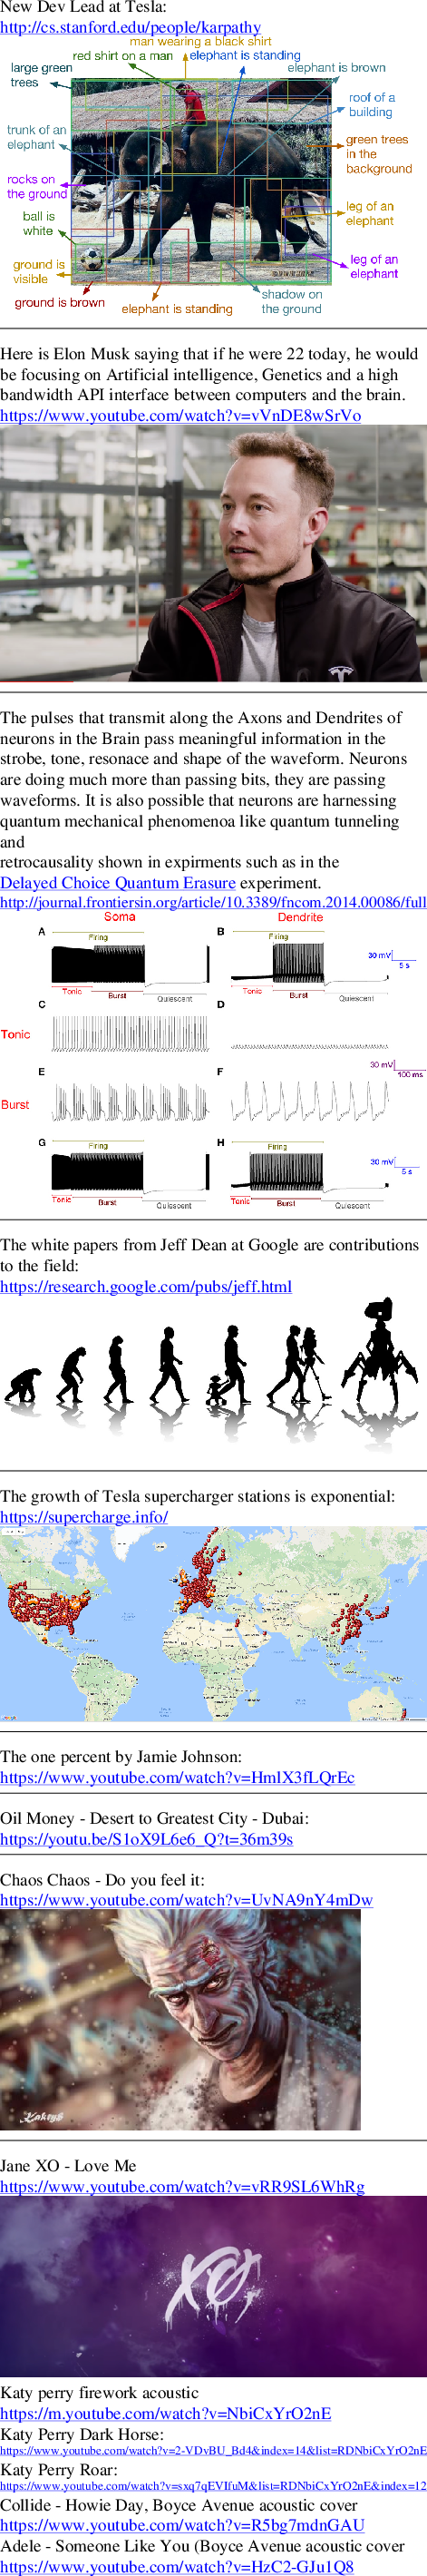 New Dev Lead at Tesla:
http://cs.stanford.edu/people/karpathy
man wearing a black shirt
red shirt on a man
elephant is standing
large green trees
elephant is brown
roof of a building
trunk of an elephant
green trees in the background
rocks on the ground
leg of an elephant
ball is white
ground is visible
leg of an elephant
ground is brown
elephant is standing
shadow on the ground
Here is Elon Musk saying that if he were 22 today, he would
be focusing on Artificial intelligence, Genetics and a high
bandwidth API interface between computers and the brain.
https://www.youtube.com/watch?v=vVnDE8wSrVo
The pulses that transmit along the Axons and Dendrites of
neurons in the Brain pass meaningful information in the
strobe, tone, resonace and shape of the waveform. Neurons
are doing much more than passing bits, they are passing
waveforms. It is also possible that neurons are harnessing
quantum mechanical phenomenoa like quantum tunneling
and
retrocausality shown in expirments such as in the
Delayed Choice Quantum Erasure experiment.
http://journal.frontiersin.org/article/10.3389/fncom.2014.00086/full
Soma Dendrite
A Firing B Firing
30 mV
5 s
Tonic Burst Quiescent Tonic Burst Quiescent
C D
Tonic
E F
30 mV
100 ms
Burst
G Firing H Firing
30 mV
5 s
Tonic Burst Quiescent Tonic Burst Quiescent
The white papers from Jeff Dean at Google are contributions
to the field:
https://research.google.com/pubs/jeff.html
The growth of Tesla supercharger stations is exponential:
https://supercharge.info/
The one percent by Jamie Johnson:
https://www.youtube.com/watch?v=HmlX3fLQrEc
Oil Money - Desert to Greatest City - Dubai:
https://youtu.be/S1oX9L6e6_Q?t=36m39s
Chaos Chaos - Do you feel it:
https://www.youtube.com/watch?v=UvNA9nY4mDw
Jane XO - Love Me
https://www.youtube.com/watch?v=vRR9SL6WhRg
XO,
Katy perry firework acoustic
https://m.youtube.com/watch?v=NbiCxYrO2nE
Katy Perry Dark Horse:
https://www.youtube.com/watch?v=2-VDvBU_Bd4&index=14&list=RDNbiCxYrO2nE
Katy Perry Roar:
https://www.youtube.com/watch?v=sxq7qEVIfuM&list=RDNbiCxYrO2nE&index=12
Collide - Howie Day, Boyce Avenue acoustic cover
https://www.youtube.com/watch?v=R5bg7mdnGAU
Adele - Someone Like You (Boyce Avenue acoustic cover
https://www.youtube.com/watch?v=HzC2-GJu1Q8